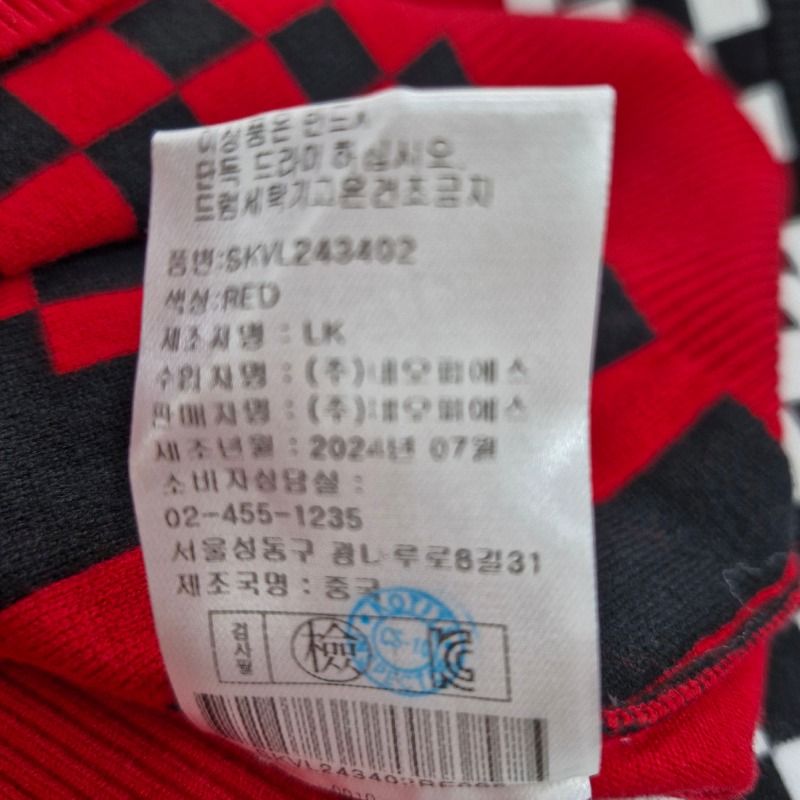 드라이 하십시오.
드럼세탁기고온건조금지
품번:SKVL243402
색상:RED
제조자명 : LK
수입자명 : (주)네오피에스
판매자명 : (주)네오피에스
제조년월 : 2024년 07월
소비자상담실 :
02-455-1235
서울성동구 광나루로8길31
제조국명 : 중국
검사필 檢 KC
SKVL243402RE